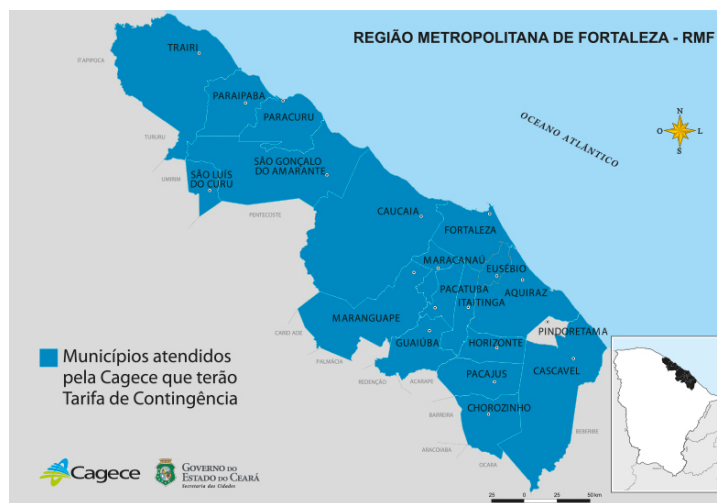 REGIÃO METROPOLITANA DE FORTALEZA - RMF
TRAIRI
ITAPIPOCA
PARAIPABA
PARACURU
OCEANO ATLÂNTICO
N
O
L
S
TURURU
UMIRIM
SÃO LUÍS
DO CURU
SÃO GONÇALO
DO AMARANTE
PENTECOSTE
CAUCAIA
FORTALEZA
MARACANAÚ
EUSÉBIO
PACATUBA
ITAITINGA
AQUIRAZ
MARANGUAPE
PINDORETAMA
CARIDADE
GUAIÚBA
HORIZONTE
PALMÁCIA
CASCAVEL
REDENÇÃO
ACARAPE
PACAJUS
BARREIRA
CHOROZINHO
BEBERIBE
ARACOIABA
OCARA
Municípios atendidos
pela Cagece que terão
Tarifa de Contingência
Cagece
GOVERNO DO
ESTADO DO CEARÁ
Secretaria das Cidades
25
0
25
50 km